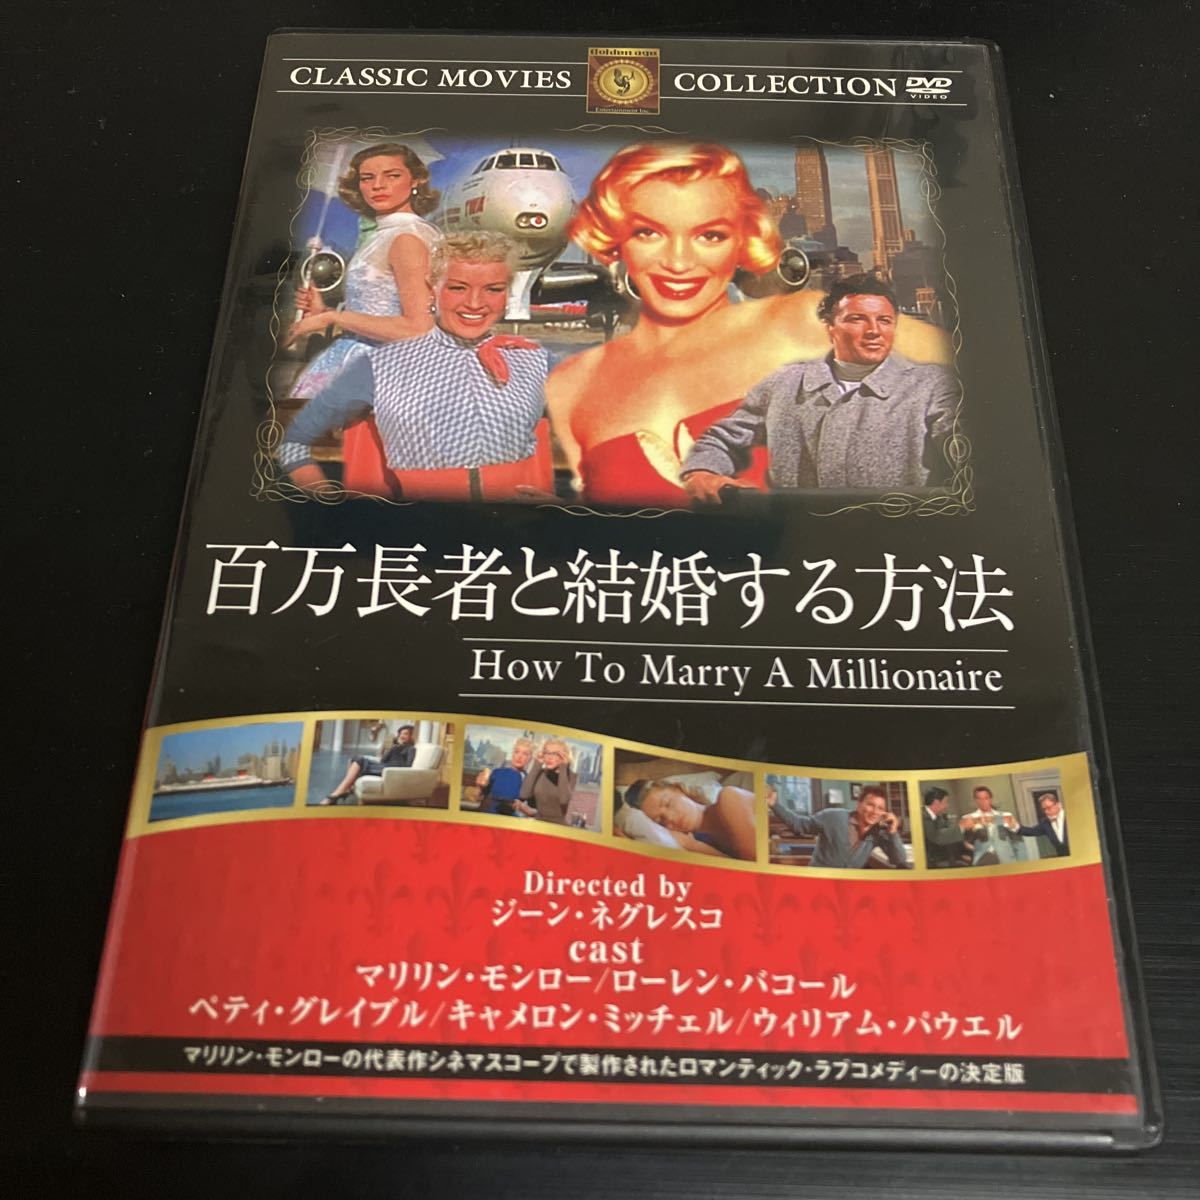 Golden age
CLASSIC MOVIES COLLECTION DVD
VIDEO
Entertainment Inc.
TWA
百万長者と結婚する方法
How To Marry A Millionaire
Directed by
ジーン・ネグレスコ
cast
マリリン・モンロー/ローレン・バコール
ペティ・グレイブル/キャメロン・ミッチェル/ウィリアム・パウエル
マリリン・モンローの代表作シネマスコープで製作されたロマンティック・ラブコメディーの決定版